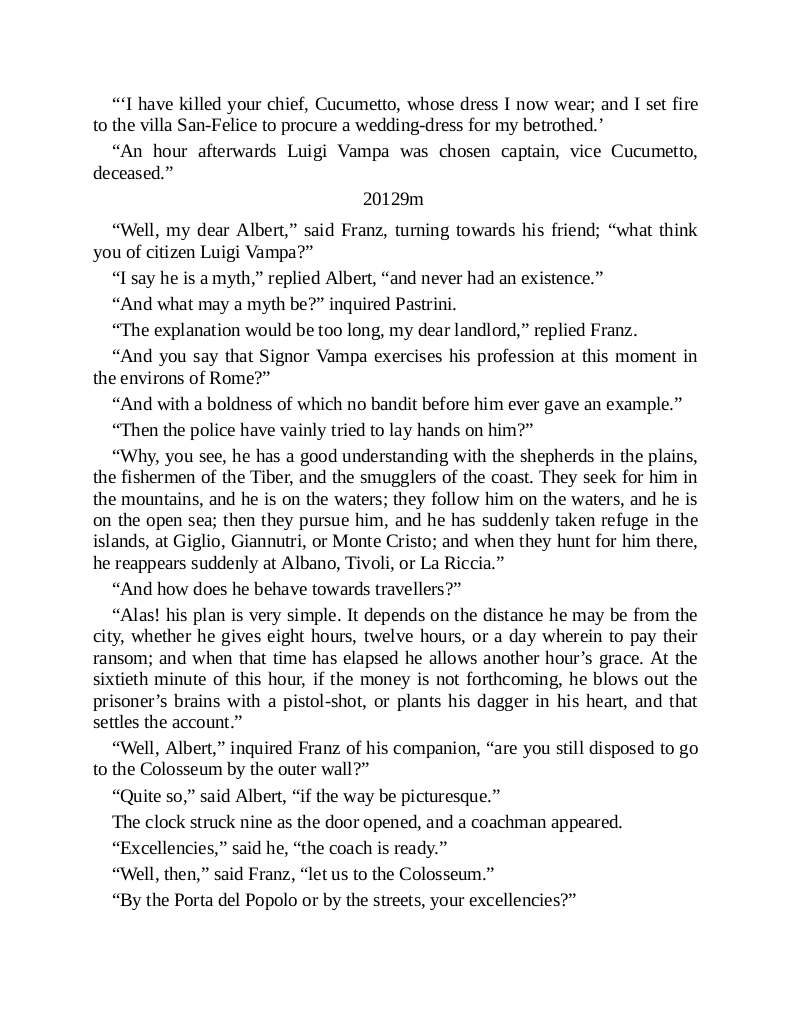 “‘I have killed your chief, Cucumetto, whose dress I now wear; and I set fire
to the villa San-Felice to procure a wedding-dress for my betrothed.’
“An hour afterwards Luigi Vampa was chosen captain, vice Cucumetto,
deceased.”
20129m
“Well, my dear Albert,” said Franz, turning towards his friend; “what think
you of citizen Luigi Vampa?”
“I say he is a myth,” replied Albert, “and never had an existence.”
“And what may a myth be?” inquired Pastrini.
“The explanation would be too long, my dear landlord,” replied Franz.
“And you say that Signor Vampa exercises his profession at this moment in
the environs of Rome?”
“And with a boldness of which no bandit before him ever gave an example.”
“Then the police have vainly tried to lay hands on him?”
“Why, you see, he has a good understanding with the shepherds in the plains,
the fishermen of the Tiber, and the smugglers of the coast. They seek for him in
the mountains, and he is on the waters; they follow him on the waters, and he is
on the open sea; then they pursue him, and he has suddenly taken refuge in the
islands, at Giglio, Giannutri, or Monte Cristo; and when they hunt for him there,
he reappears suddenly at Albano, Tivoli, or La Riccia.”
“And how does he behave towards travellers?”
“Alas! his plan is very simple. It depends on the distance he may be from the
city, whether he gives eight hours, twelve hours, or a day wherein to pay their
ransom; and when that time has elapsed he allows another hour’s grace. At the
sixtieth minute of this hour, if the money is not forthcoming, he blows out the
prisoner’s brains with a pistol-shot, or plants his dagger in his heart, and that
settles the account.”
“Well, Albert,” inquired Franz of his companion, “are you still disposed to go
to the Colosseum by the outer wall?”
“Quite so,” said Albert, “if the way be picturesque.”
The clock struck nine as the door opened, and a coachman appeared.
“Excellencies,” said he, “the coach is ready.”
“Well, then,” said Franz, “let us to the Colosseum.”
“By the Porta del Popolo or by the streets, your excellencies?”